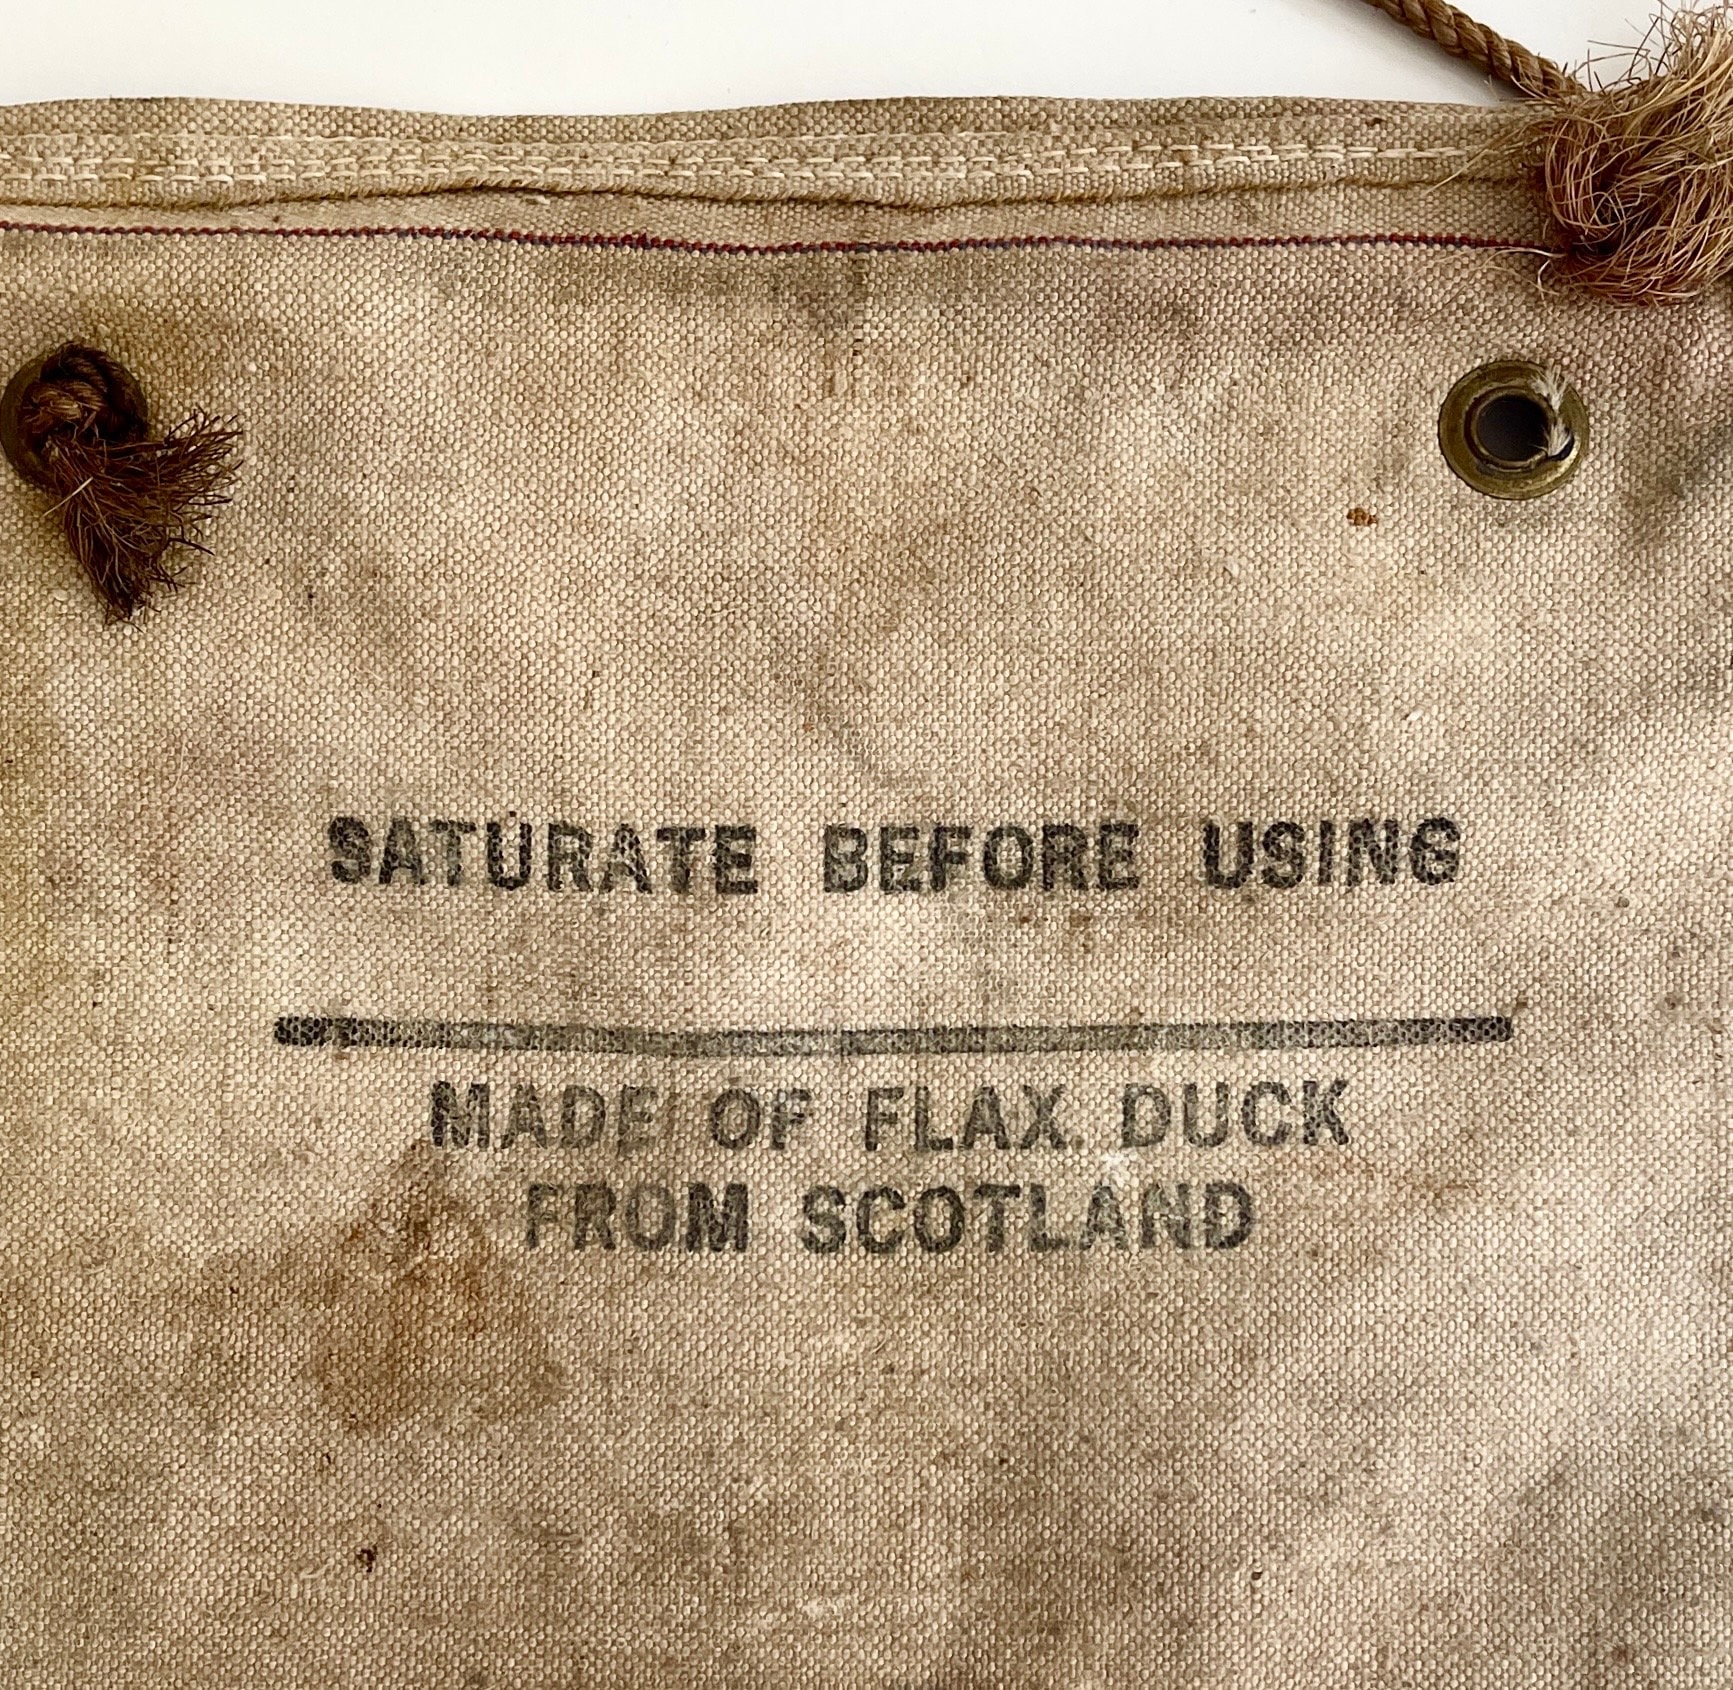 SATURATE BEFORE USING
MADE OF FLAX DUCK
FROM SCOTLAND